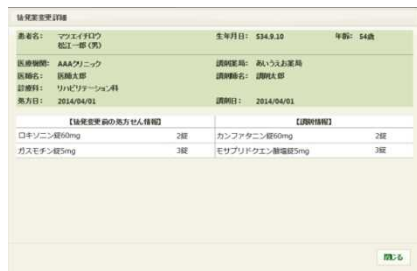 後発薬変更詳細
患者名: マツエイチロウ 生年月日: S34.9.10 年齢: 54歳
松江一郎 (男)
医療機関: AAAクリニック 調剤薬局: あいうえお薬局
医師名: 医師太郎 調剤師名: 調剤太郎
診療科: リハビリテーション科
処方日: 2014/04/01 調剤日: 2014/04/01
【後発変更前の処方せん情報】 【調剤情報】
ロキソニン錠60mg 2錠 カンファタニン錠60mg 2錠
ガスモチン錠5mg 3錠 モサプリドクエン酸塩錠5mg 3錠
閉じる